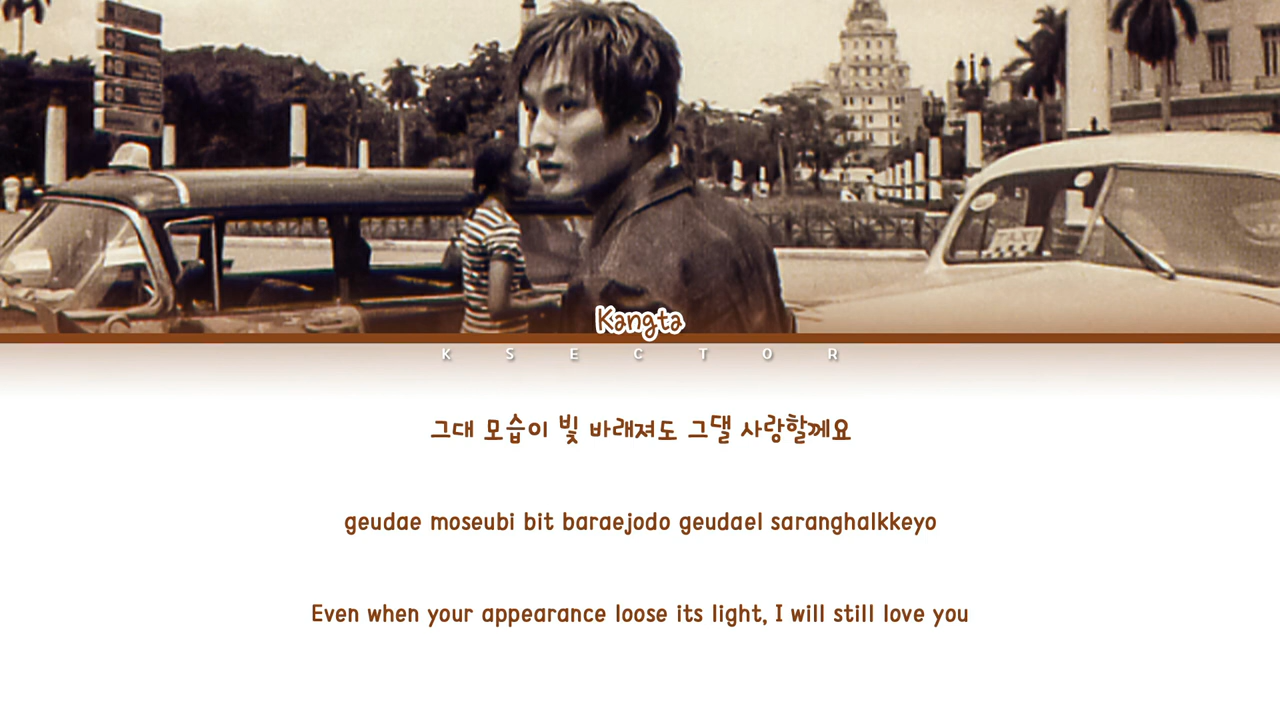 Kangta
K S E C T O R
그대 모습이 빛 바래져도 그댈 사랑할께요
geudae moseubi bit baraejodo geudael saranghalkkeyo
Even when your appearance loose its light, I will still love you